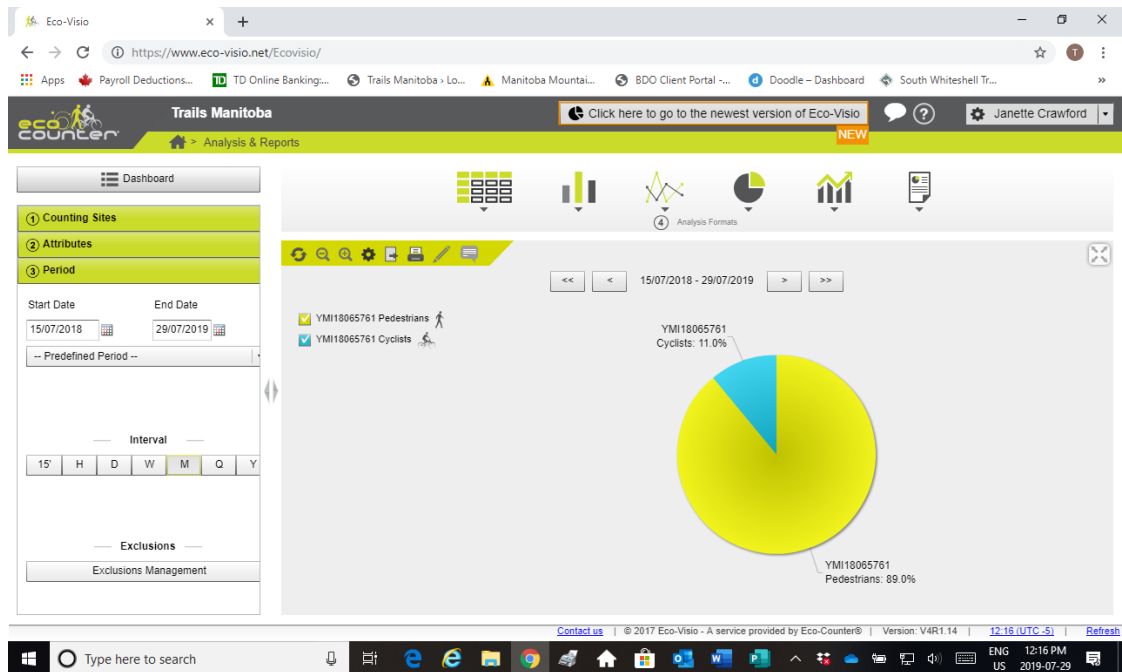 Eco-Visio
https://www.eco-visio.net/Ecovisio/
T
Apps
Payroll Deductions...
TD
TD Online Banking:...
Trails Manitoba › Lo...
Manitoba Mountai...
BDO Client Portal -...
d
Doodle – Dashboard
South Whiteshell Tr...
»
eco counter
Trails Manitoba
Click here to go to the newest version of Eco-Visio
NEW
?
Janette Crawford
> Analysis & Reports
Dashboard
1 Counting Sites
2 Attributes
3 Period
Start Date
End Date
15/07/2018
29/07/2019
-- Predefined Period --
Interval
15' H D W M Q Y
Exclusions
Exclusions Management
4 Analysis Formats
<< < 15/07/2018 - 29/07/2019 > >>
YMI18065761 Pedestrians
YMI18065761 Cyclists
YMI18065761
Cyclists: 11.0%
YMI18065761
Pedestrians: 89.0%
Contact us | © 2017 Eco-Visio - A service provided by Eco-Counter® | Version: V4R1.14 | 12:16 (UTC -5) | Refresh
Type here to search
ENG
US
12:16 PM
2019-07-29